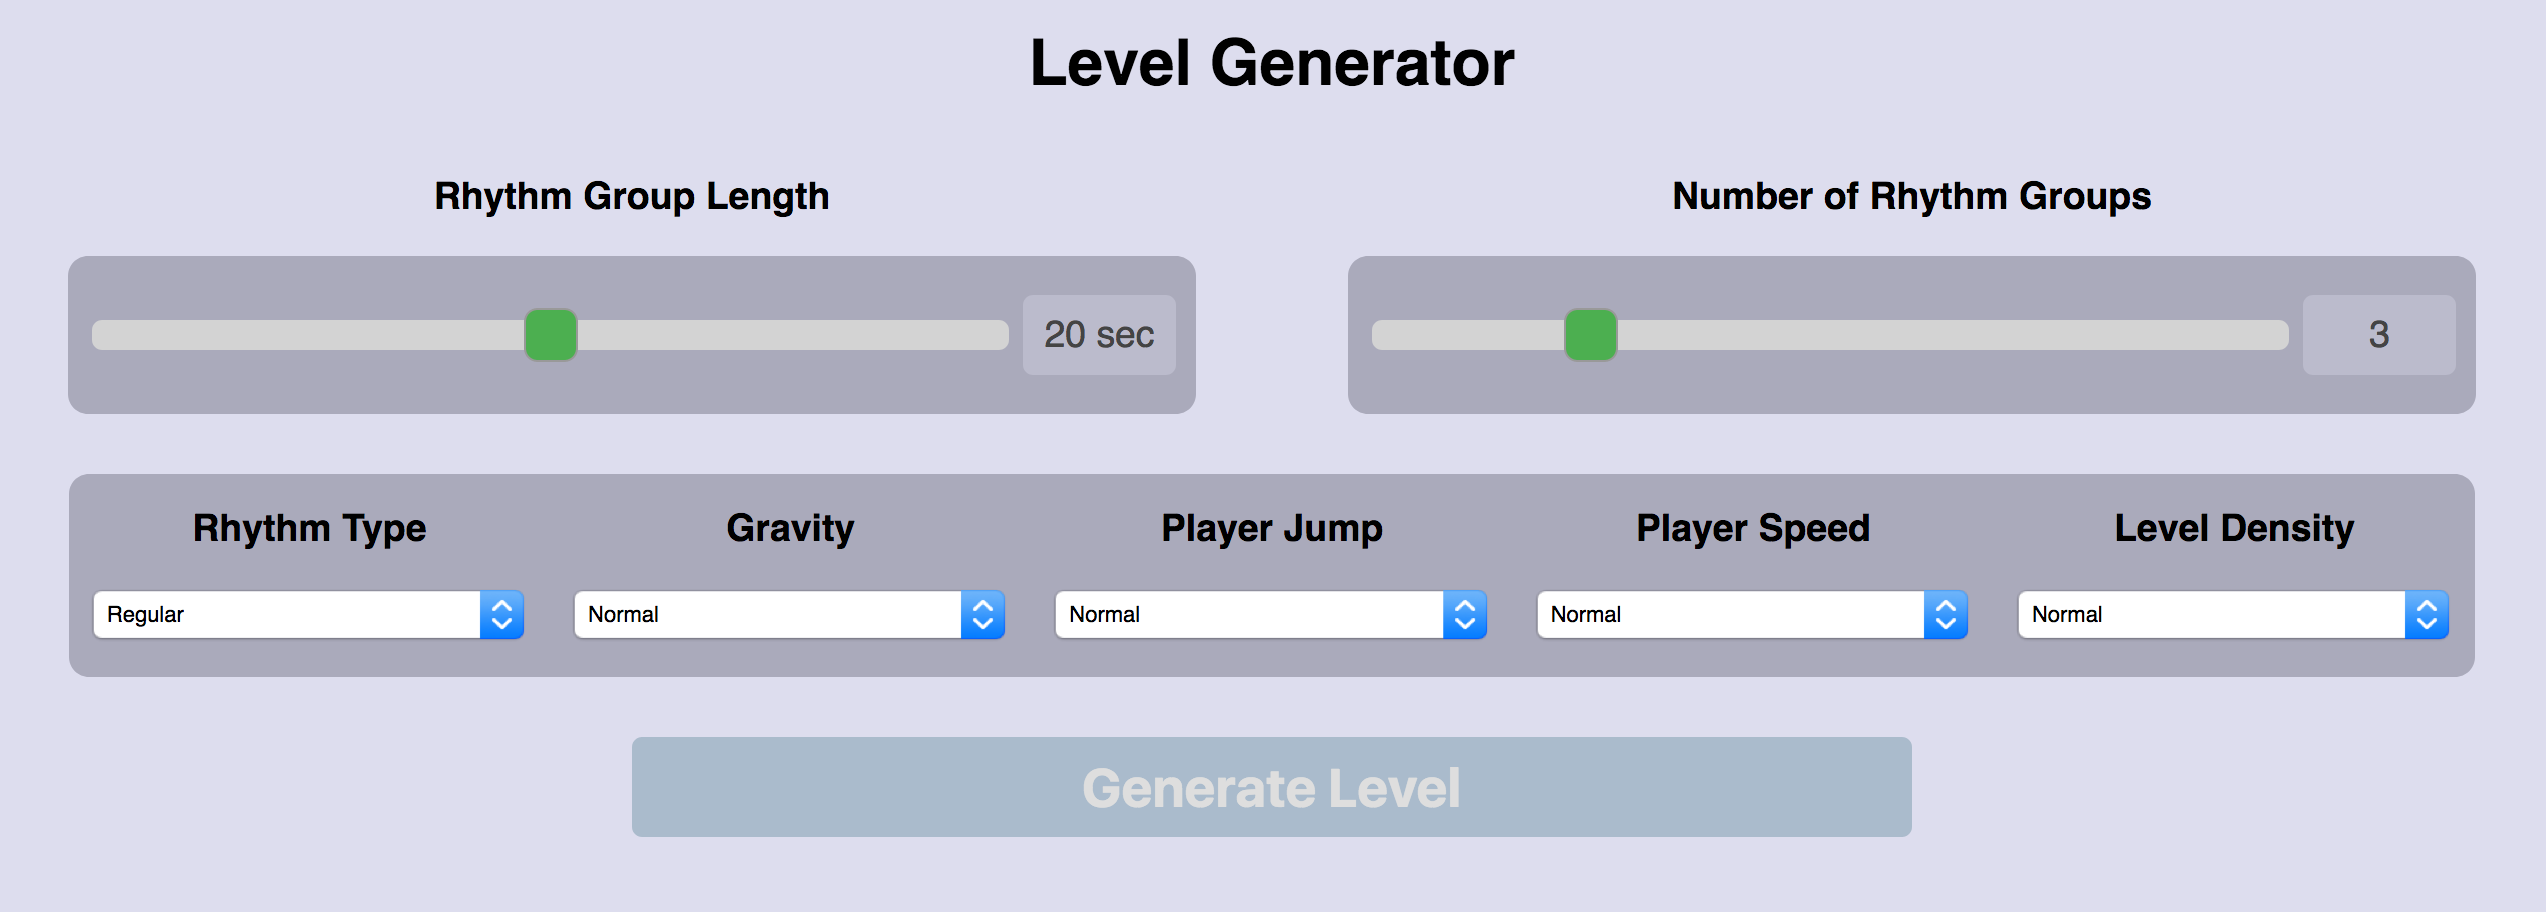 Level Generator
Rhythm Group Length
Number of Rhythm Groups
20 sec
3
Rhythm Type
Gravity
Player Jump
Player Speed
Level Density
Regular
Normal
Normal
Normal
Normal
Generate Level